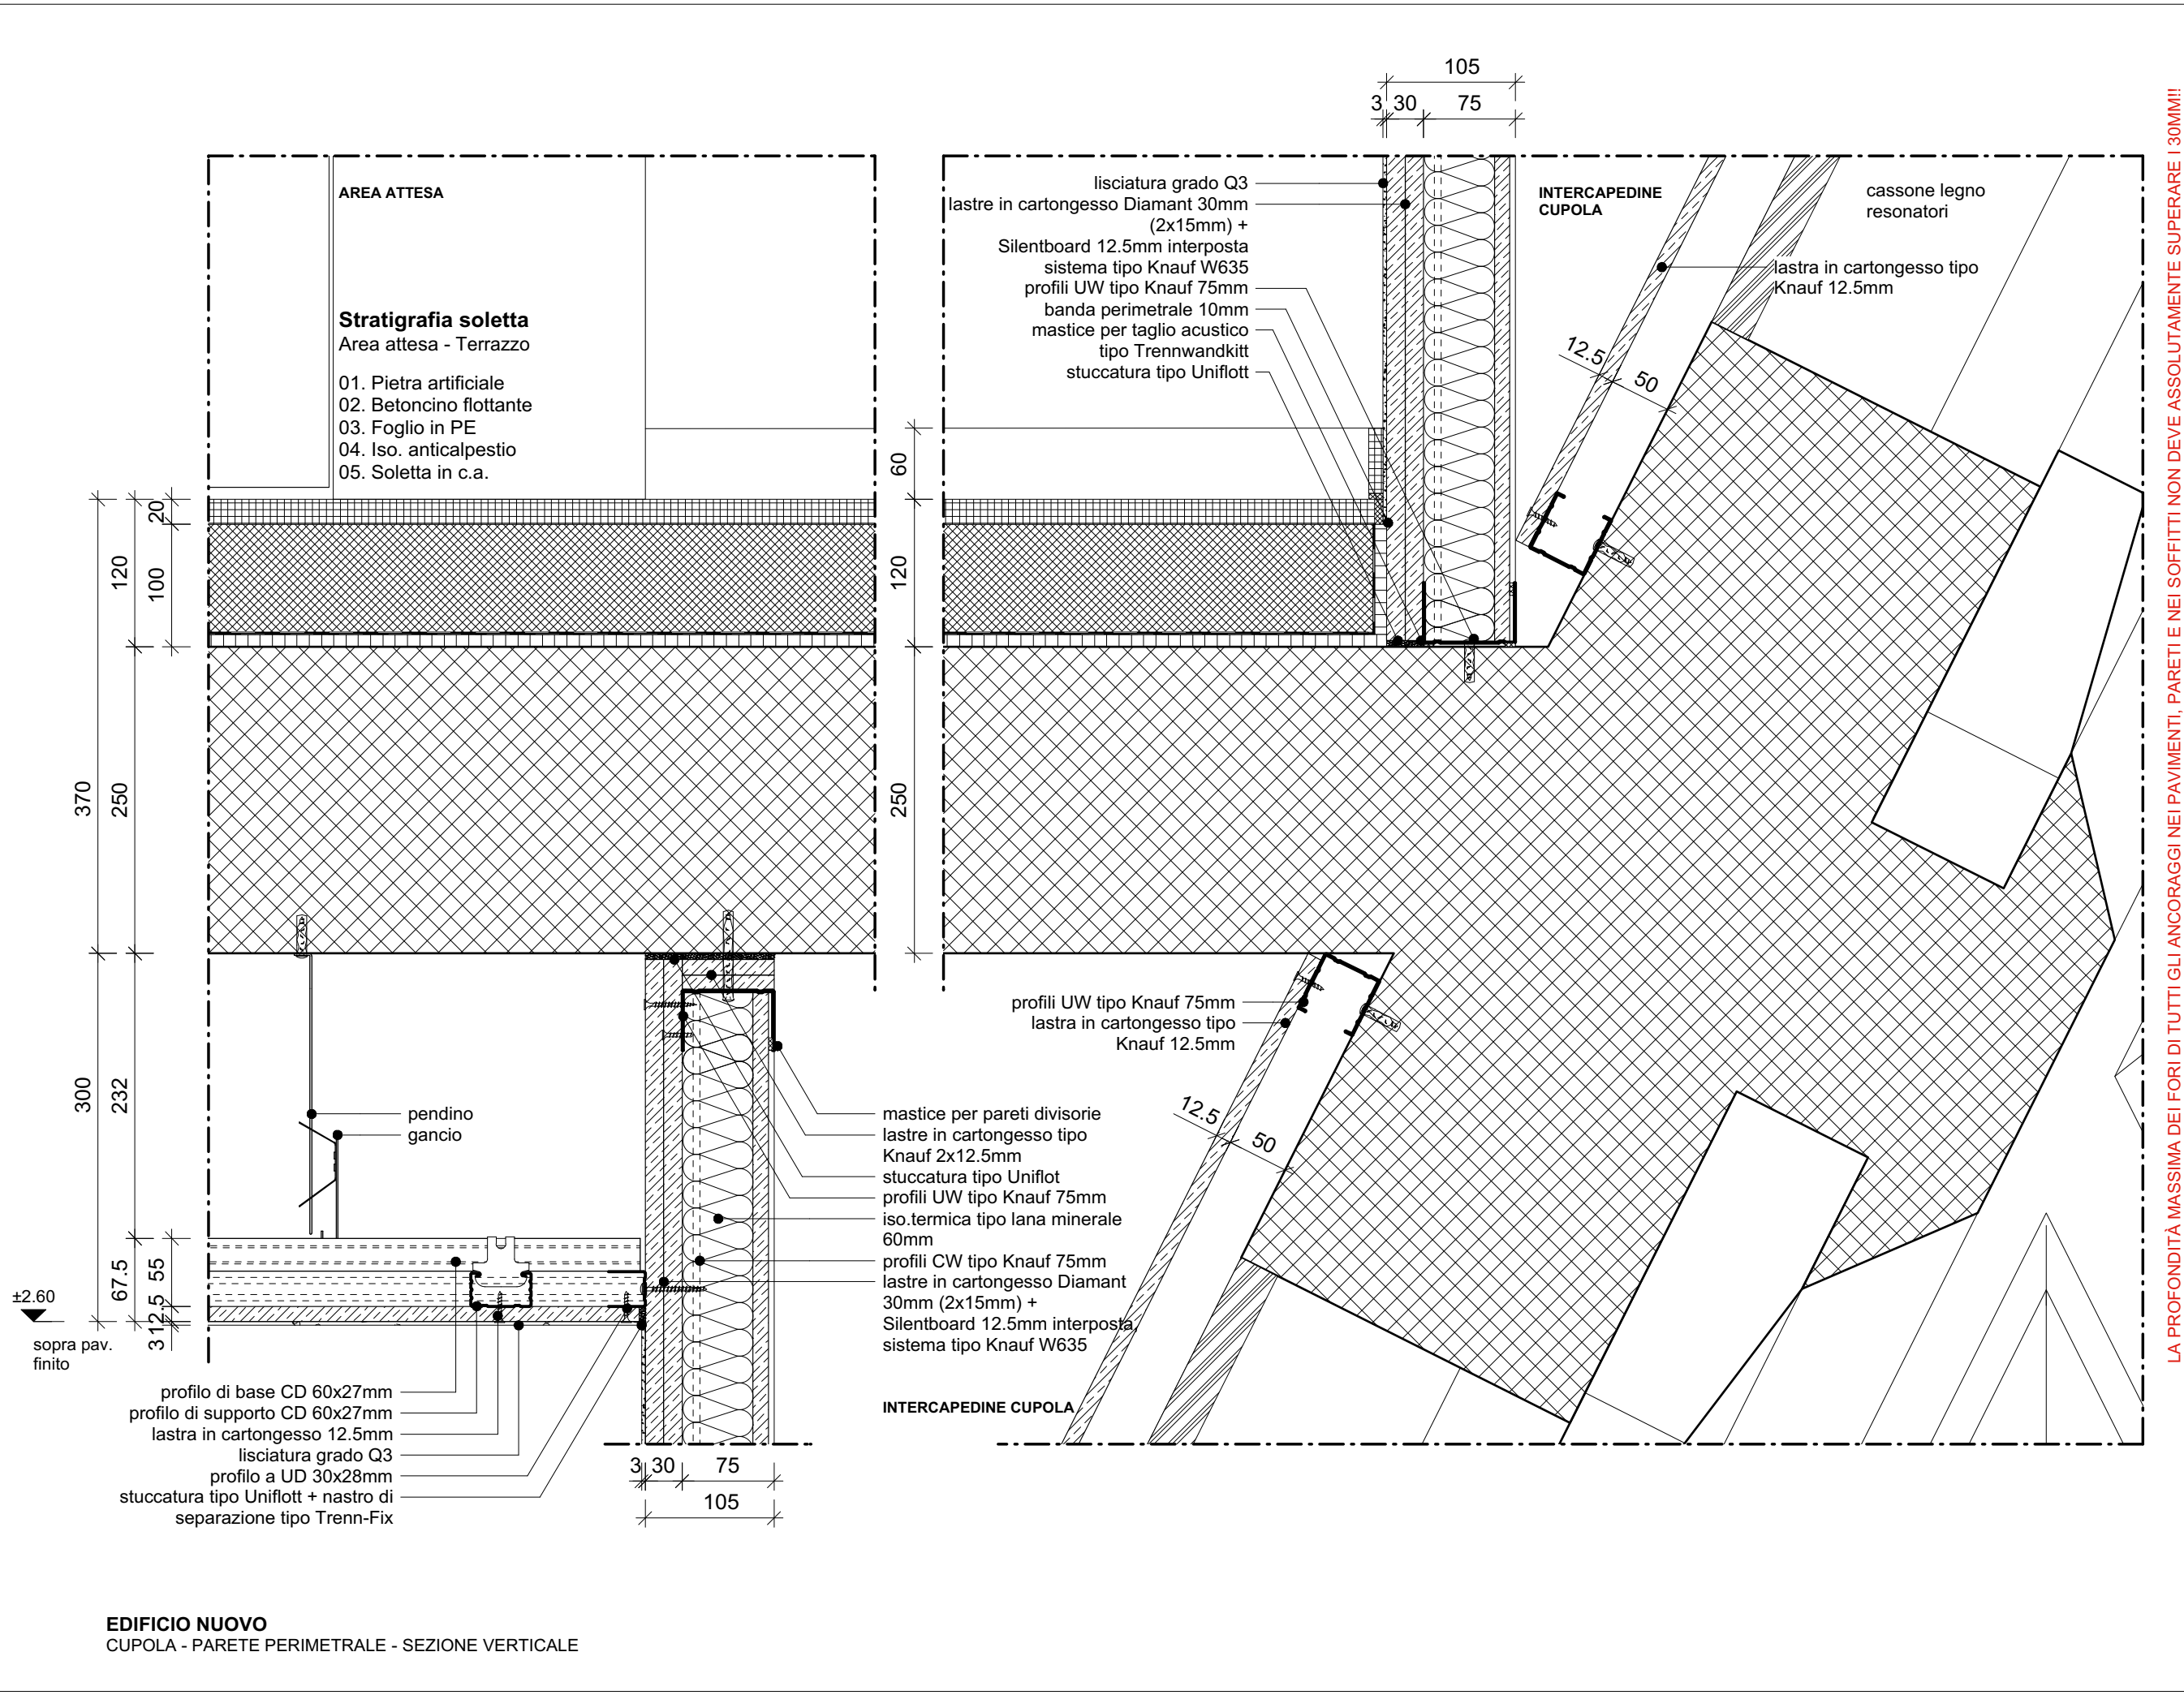 105
3 30 75
AREA ATTESA
Stratigrafia soletta
Area attesa - Terrazzo
01. Pietra artificiale
02. Betoncino flottante
03. Foglio in PE
04. Iso. anticalpestio
05. Soletta in c.a.
lisciatura grado Q3
lastre in cartongesso Diamant 30mm
(2x15mm) +
Silentboard 12.5mm interposta
sistema tipo Knauf W635
profili UW tipo Knauf 75mm
banda perimetrale 10mm
mastice per taglio acustico
tipo Trennwandkitt
stuccatura tipo Uniflott
INTERCAPEDINE
CUPOLA
cassone legno
resonatori
lastra in cartongesso tipo
Knauf 12.5mm
12.5
50
60
120
250
20
100
120
250
370
232
300
55
67.5
12.5
3
±2.60
sopra pav.
finito
pendino
gancio
profili UW tipo Knauf 75mm
lastra in cartongesso tipo
Knauf 12.5mm
12.5
50
mastice per pareti divisorie
lastre in cartongesso tipo
Knauf 2x12.5mm
stuccatura tipo Uniflot
profili UW tipo Knauf 75mm
iso.termica tipo lana minerale
60mm
profili CW tipo Knauf 75mm
lastre in cartongesso Diamant
30mm (2x15mm) +
Silentboard 12.5mm interposta,
sistema tipo Knauf W635
INTERCAPEDINE CUPOLA
profilo di base CD 60x27mm
profilo di supporto CD 60x27mm
lastra in cartongesso 12.5mm
lisciatura grado Q3
profilo a UD 30x28mm
stuccatura tipo Uniflott + nastro di
separazione tipo Trenn-Fix
3 30 75
105
EDIFICIO NUOVO
CUPOLA - PARETE PERIMETRALE - SEZIONE VERTICALE
LA PROFONDITÀ MASSIMA DEI FORI DI TUTTI GLI ANCORAGGI NEI PAVIMENTI, PARETI E NEI SOFFITTI NON DEVE ASSOLUTAMENTE SUPERARE I 30MM!!